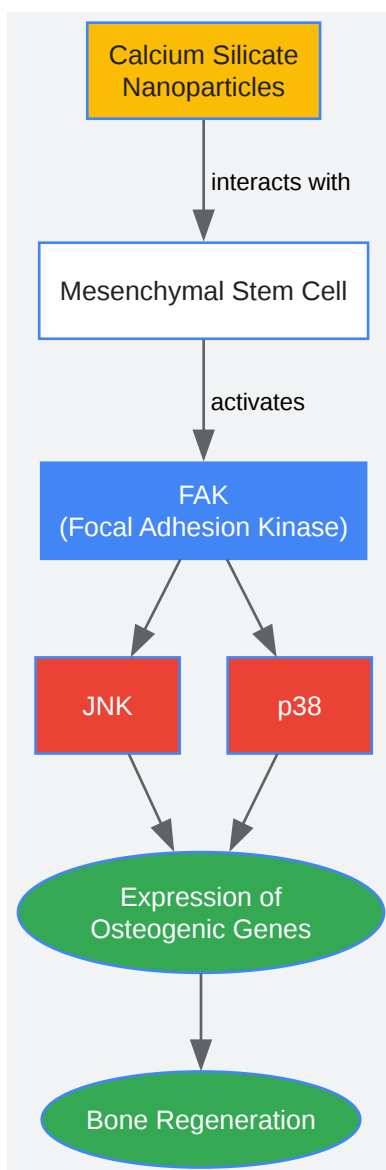 Calcium Silicate
Nanoparticles
interacts with
Mesenchymal Stem Cell
activates
FAK
(Focal Adhesion Kinase)
JNK
p38
Expression of
Osteogenic Genes
Bone Regeneration